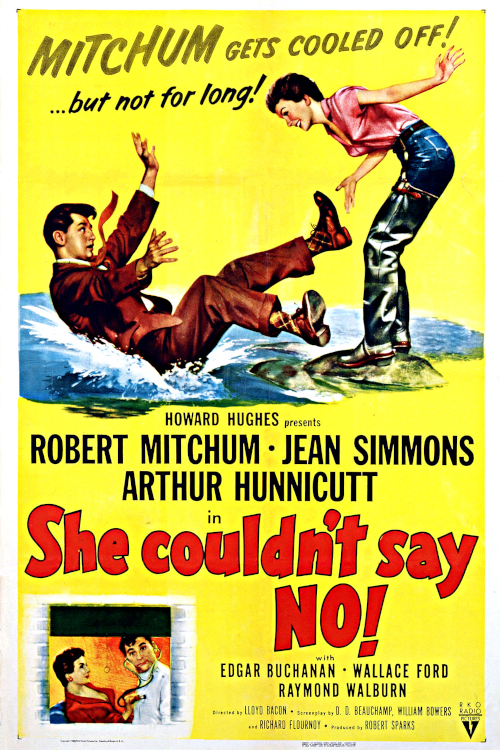 MITCHUM GETS COOLED OFF!
...but not for long!
HOWARD HUGHES presents
ROBERT MITCHUM · JEAN SIMMONS
ARTHUR HUNNICUTT
in
She couldn't say
NO!
with
EDGAR BUCHANAN · WALLACE FORD
RAYMOND WALBURN
Directed by LLOYD BACON · Screenplay by D. D. BEAUCHAMP, WILLIAM BOWERS
and RICHARD FLOURNOY · Produced by ROBERT SPARKS
RKO
RADIO
PICTURES